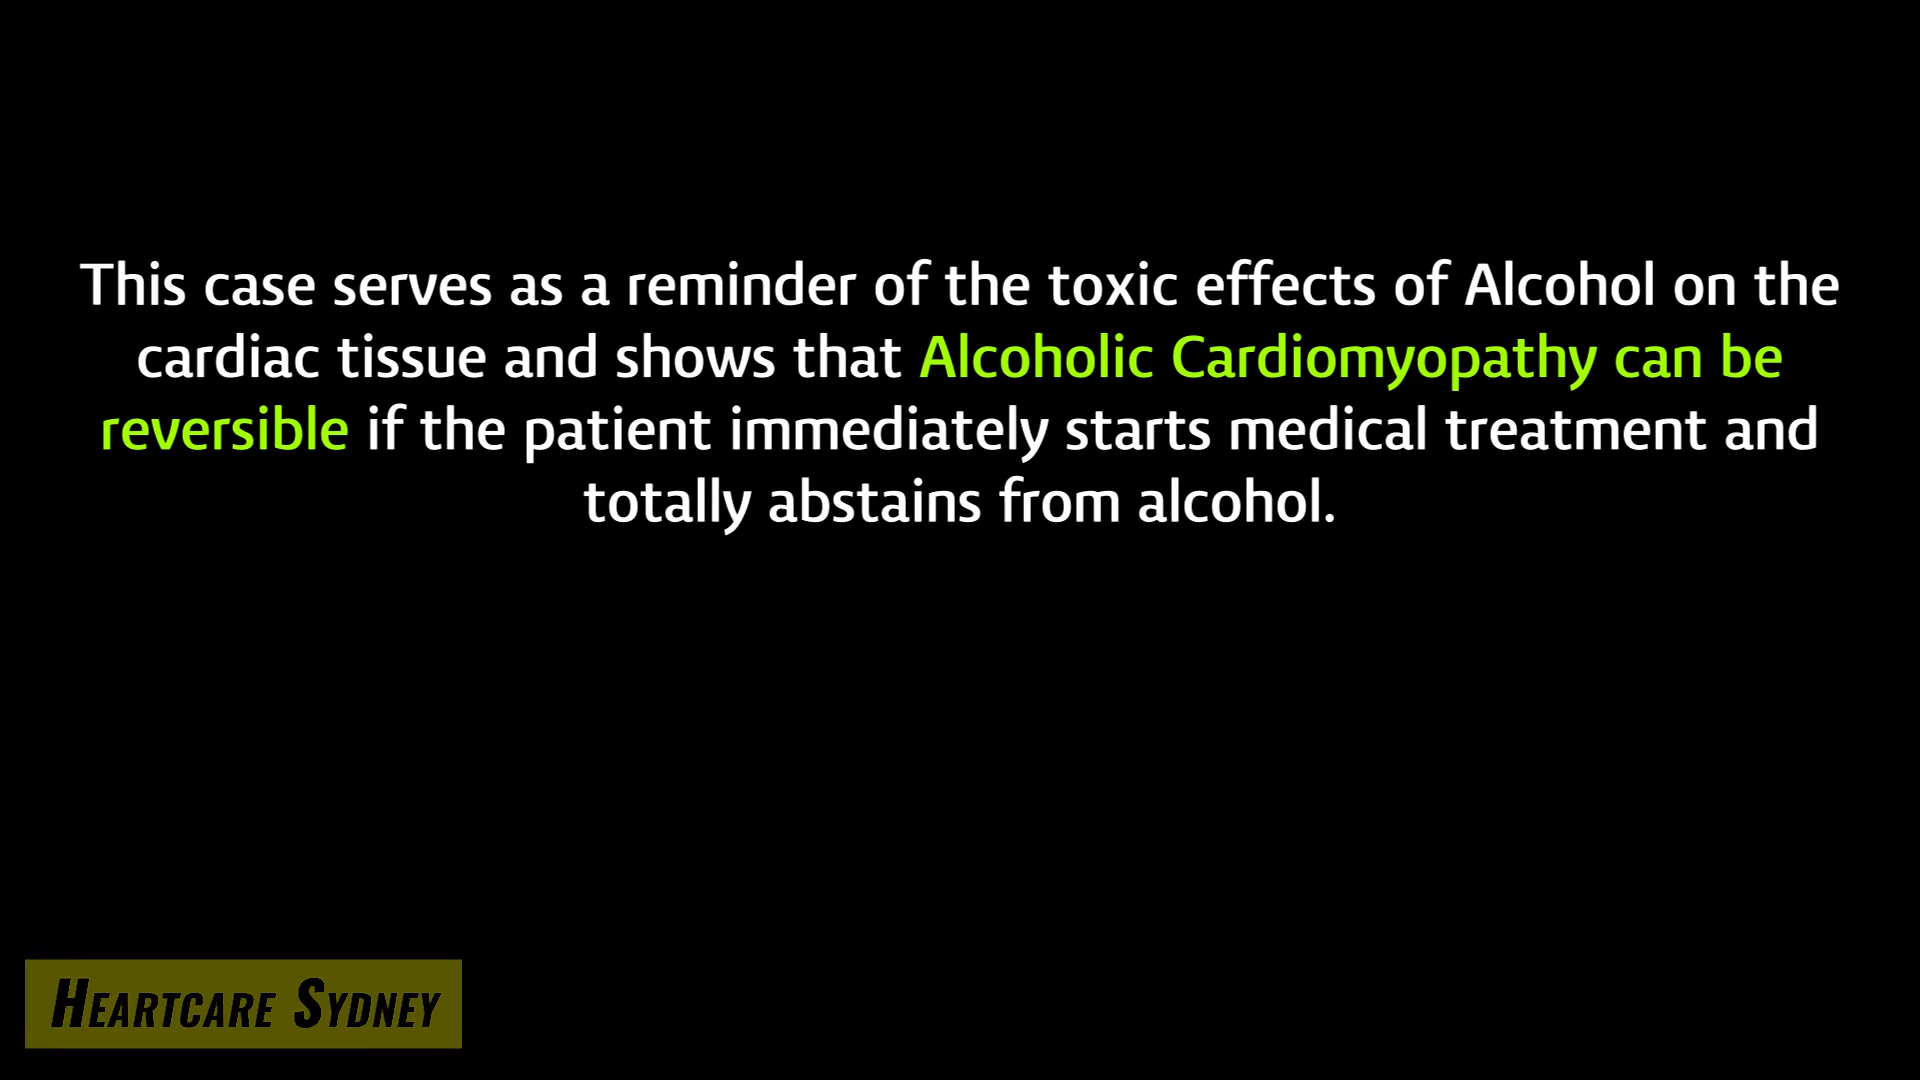 This case serves as a reminder of the toxic effects of Alcohol on the
cardiac tissue and shows that Alcoholic Cardiomyopathy can be
reversible if the patient immediately starts medical treatment and
totally abstains from alcohol.
HEARTCARE SYDNEY